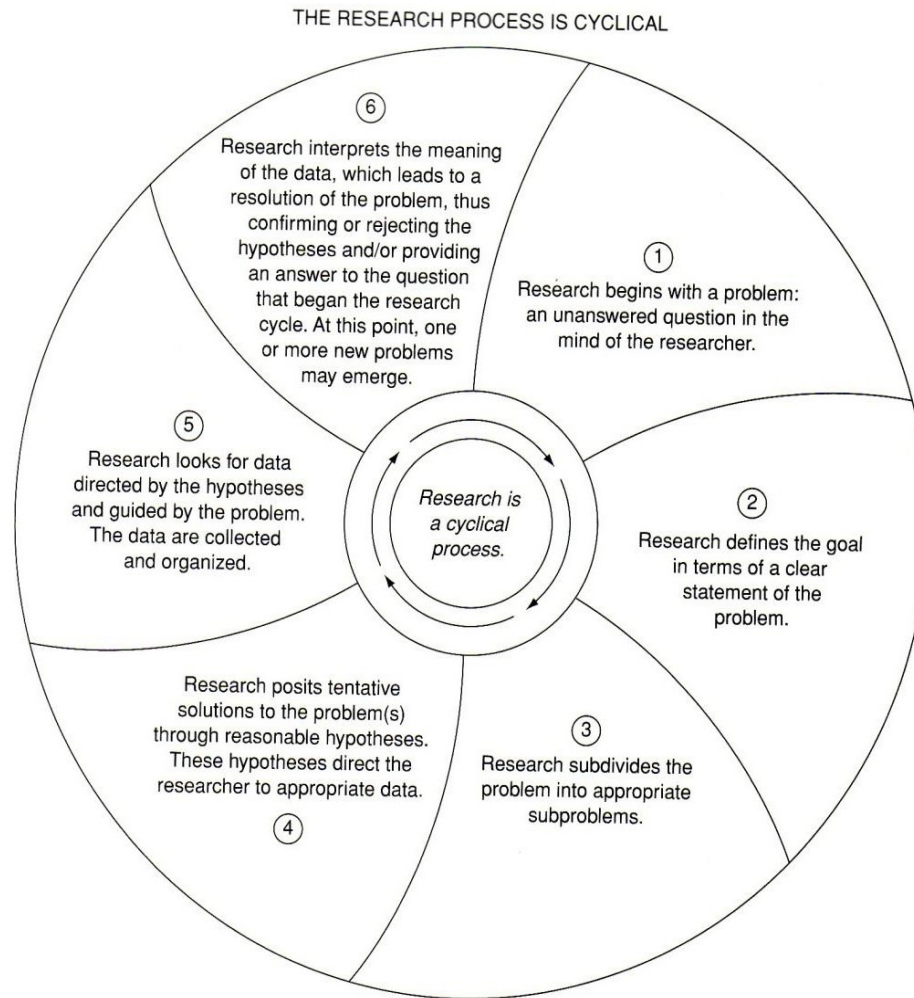 THE RESEARCH PROCESS IS CYCLICAL
6
Research interprets the meaning
of the data, which leads to a
resolution of the problem, thus
confirming or rejecting the
hypotheses and/or providing
an answer to the question
that began the research
cycle. At this point, one
or more new problems
may emerge.
1
Research begins with a problem:
an unanswered question in the
mind of the researcher.
5
Research looks for data
directed by the hypotheses
and guided by the problem.
The data are collected
and organized.
Research is
a cyclical
process.
2
Research defines the goal
in terms of a clear
statement of the
problem.
Research posits tentative
solutions to the problem(s)
through reasonable hypotheses.
These hypotheses direct the
researcher to appropriate data.
4
3
Research subdivides the
problem into appropriate
subproblems.